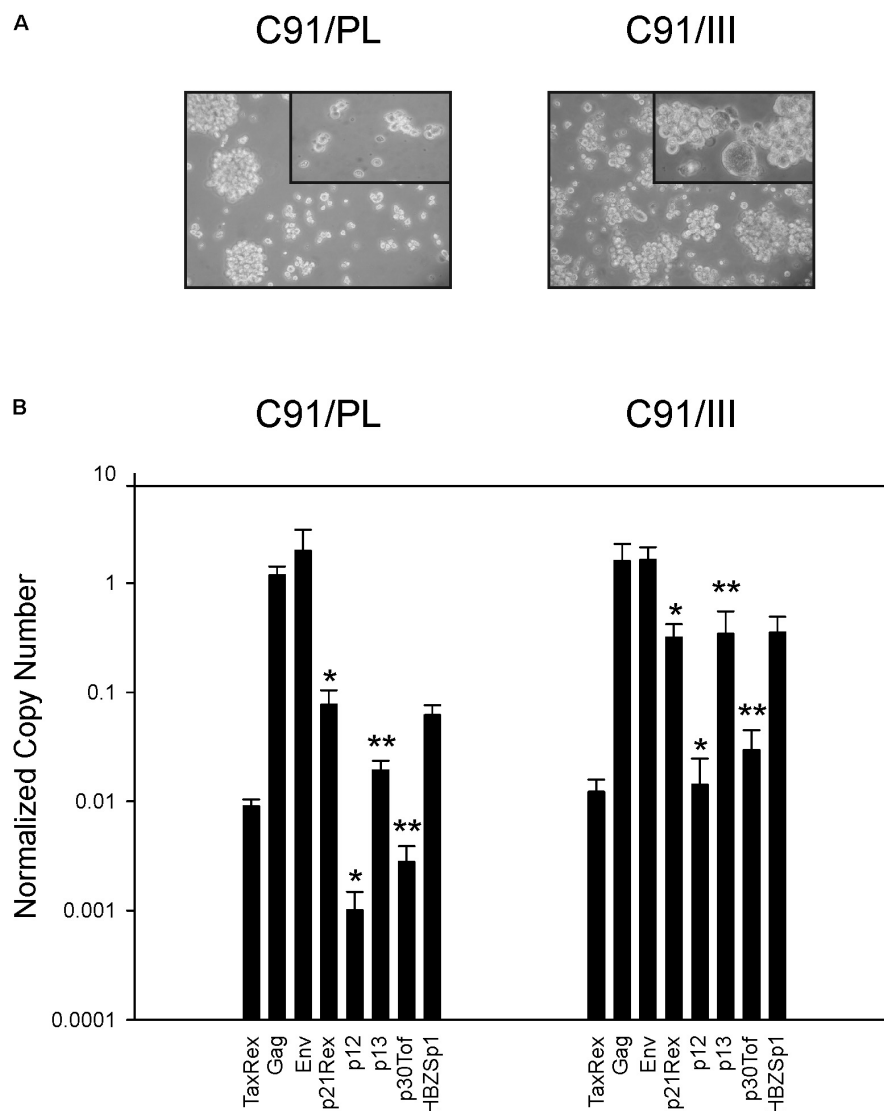 A
C91/PL
C91/III
B
C91/PL
C91/III
Normalized Copy Number
10
1
0.1
0.01
0.001
0.0001
*
**
*
**
*
**
*
**
TaxRex
Gag
Env
p21Rex
p12
p13
p30Tof
HBZSp1
TaxRex
Gag
Env
p21Rex
p12
p13
p30Tof
HBZSp1